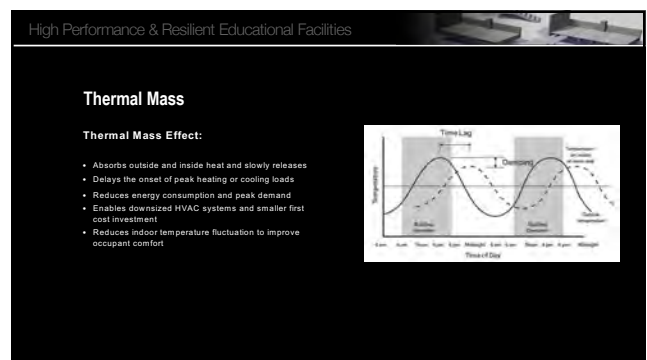 High Performance & Resilient Educational Facilities
Thermal Mass
Thermal Mass Effect:
• Absorbs outside and inside heat and slowly releases
• Delays the onset of peak heating or cooling loads
• Reduces energy consumption and peak demand
• Enables downsized HVAC systems and smaller first
cost investment
• Reduces indoor temperature fluctuation to improve
occupant comfort
Time Lag
Damping
Temperature
Outside
temperature
Time of Day